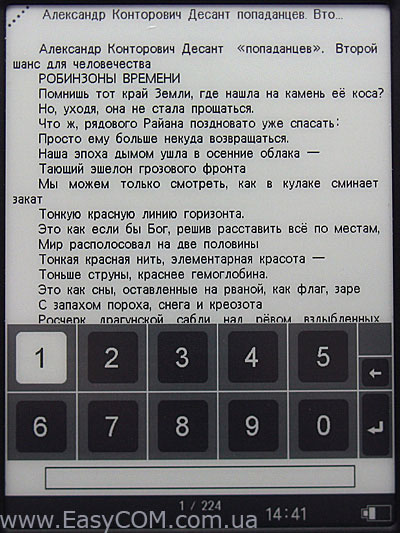 Александр Конторович Десант попаданцев. Вто...
Александр Конторович Десант «попаданцев». Второй
шанс для человечества
РОБИНЗОНЫ ВРЕМЕНИ
Помнишь тот край Земли, где нашла на камень её коса?
Но, уходя, она не стала прощаться.
Что ж, рядового Райана поздновато уже спасать:
Просто ему больше некуда возвращаться.
Наша эпоха дымом ушла в осенние облака —
Тающий эшелон грозового фронта
Мы можем только смотреть, как в кулаке сминает
закат
Тонкую красную линию горизонта.
Это как если бы Бог, решив расставить всё по местам,
Мир располосовал на две половины
Тонкая красная нить, элементарная красота —
Тоньше струны, краснее гемоглобина.
Это как сны, оставленные на рваной, как флаг, заре
С запахом пороха, снега и креозота
Росчерк драгунской сабли над рёвом вздыбленных
1 2 3 4 5
6 7 8 9 0
1 / 224
14:41
www.EasyCOM.com.ua